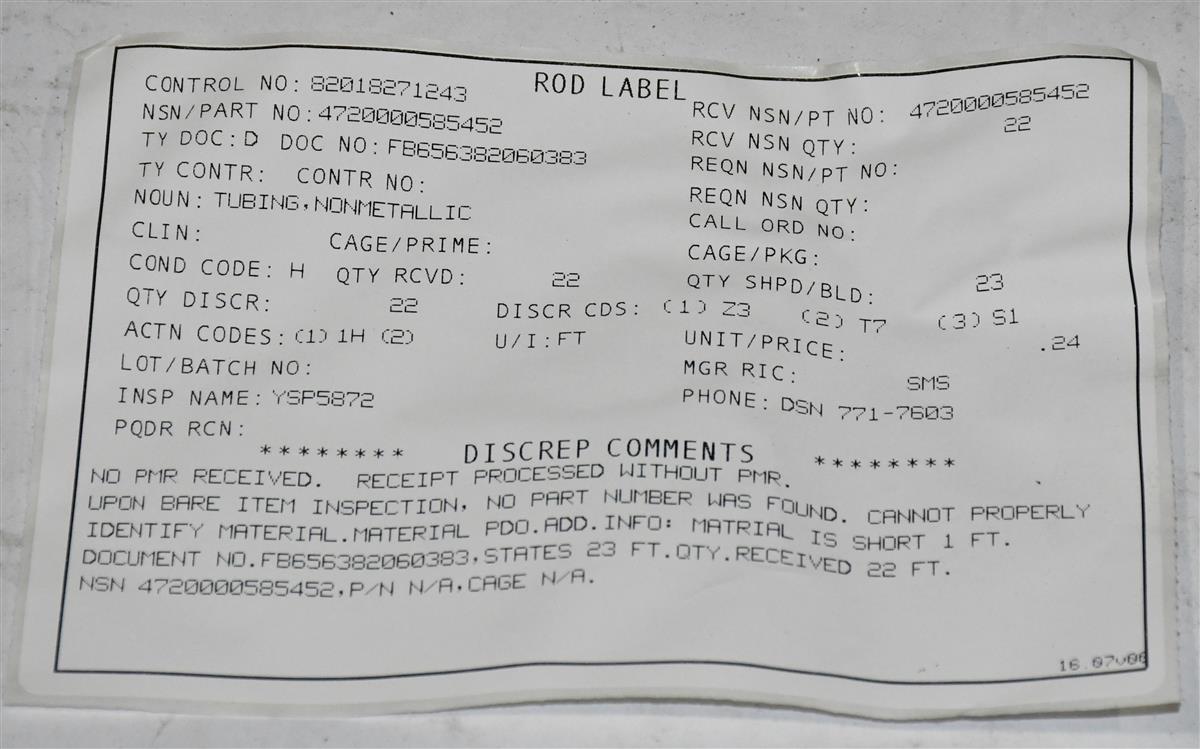 ROD LABEL
CONTROL NO: 82018271243 RCV NSN/PT NO: 4720000585452
NSN/PART NO: 4720000585452 RCV NSN QTY: 22
TY DOC: D DOC NO: FB656382060383 REQN NSN/PT NO:
TY CONTR: CONTR NO: REQN NSN QTY:
NOUN: TUBING,NONMETALLIC CALL ORD NO:
CLIN: CAGE/PRIME: CAGE/PKG:
COND CODE: H QTY RCVD: 22 QTY SHPD/BLD: 23
QTY DISCR: 22 DISCR CDS: (1) Z3 (2) T7 (3) S1
ACTN CODES: (1) 1H (2) U/I: FT UNIT/PRICE: .24
LOT/BATCH NO: MGR RIC: SMS
INSP NAME: YSP5872 PHONE: DSN 771-7603
PQDR RCN:
* * * * * * * * DISCREP COMMENTS * * * * * * * *
NO PMR RECEIVED. RECEIPT PROCESSED WITHOUT PMR.
UPON BARE ITEM INSPECTION, NO PART NUMBER WAS FOUND. CANNOT PROPERLY
IDENTIFY MATERIAL.MATERIAL PDO.ADD.INFO: MATRIAL IS SHORT 1 FT.
DOCUMENT NO.FB656382060383,STATES 23 FT.QTY.RECEIVED 22 FT.
NSN 4720000585452,P/N N/A,CAGE N/A.
16.07v06